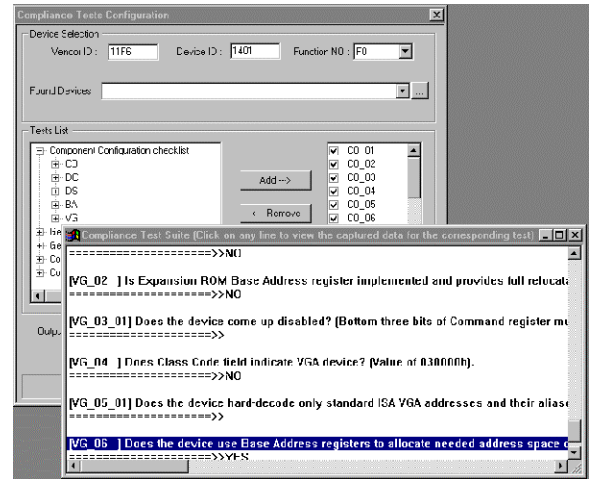 Compliance Tests Configuration
Device Selection
Vendor ID : 11F6 Device ID : 1401 Function NO : F0
Found Devices ...
Tests List
Component Configuration checklist
CO
DC
DS
BA
VG
Co
Cu
CO_01
CO_02
CO_03
CO_04
CO_05
CO_06
Add -->
< Remove
Outpu
Compliance Test Suite (Click on any line to view the captured data for the corresponding test)
======================>>NO
[VG_02 ] Is Expansion ROM Base Address register implemented and provides full relocata
======================>>NO
[VG_03_01] Does the device come up disabled? (Bottom three bits of Command register mu
======================>>
[VG_04 ] Does Class Code field indicate VGA device? (Value of 030000h).
======================>>NO
[VG_05_01] Does the device hard-decode only standard ISA VGA addresses and their aliase
======================>>
[VG_06 ] Does the device use Base Address registers to allocate needed address space
======================>>YES